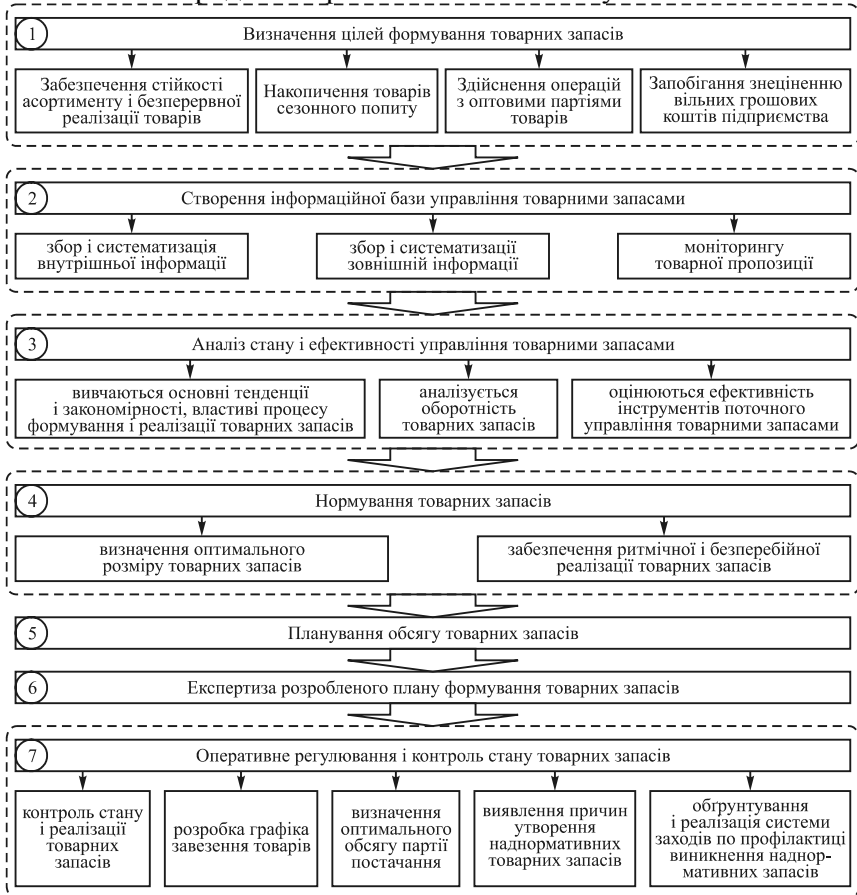 1
Визначення цілей формування товарних запасів
Забезпечення стійкості
асортименту і безперервної
реалізації товарів
Накопичення товарів
сезонного попиту
Здійснення операцій
з оптовими партіями
товарів
Запобігання знеціненню
вільних грошових
коштів підприємства
2
Створення інформаційної бази управління товарними запасами
збор і систематизація
внутрішньої інформації
збор і систематизації
зовнішній інформації
моніторингу
товарної пропозиції
3
Аналіз стану і ефективності управління товарними запасами
вивчаються основні тенденції
і закономірності, властиві процесу
формування і реалізації товарних запасів
аналізується
оборотність
товарних запасів
оцінюються ефективність
інструментів поточного
управління товарними запасами
4
Нормування товарних запасів
визначення оптимального
розміру товарних запасів
забезпечення ритмічної і безперебійної
реалізації товарних запасів
5
Планування обсягу товарних запасів
6
Експертиза розробленого плану формування товарних запасів
7
Оперативне регулювання і контроль стану товарних запасів
контроль стану
і реалізації
товарних
запасів
розробка графіка
завезення товарів
визначення
оптимального
обсягу партії
постачання
виявлення причин
утворення
наднормативних
товарних запасів
обґрунтування
і реалізація системи
заходів по профілактиці
виникнення наднор-
мативних запасів